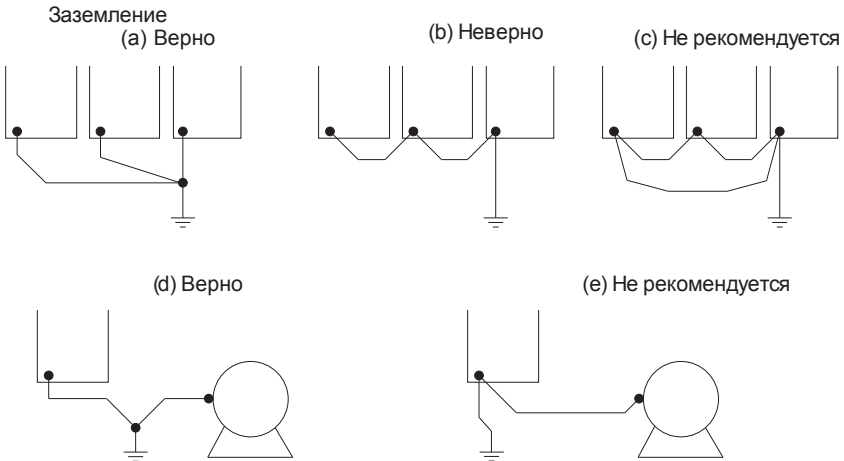 Заземление
(a) Верно
(b) Неверно
(c) Не рекомендуется
(d) Верно
(e) Не рекомендуется